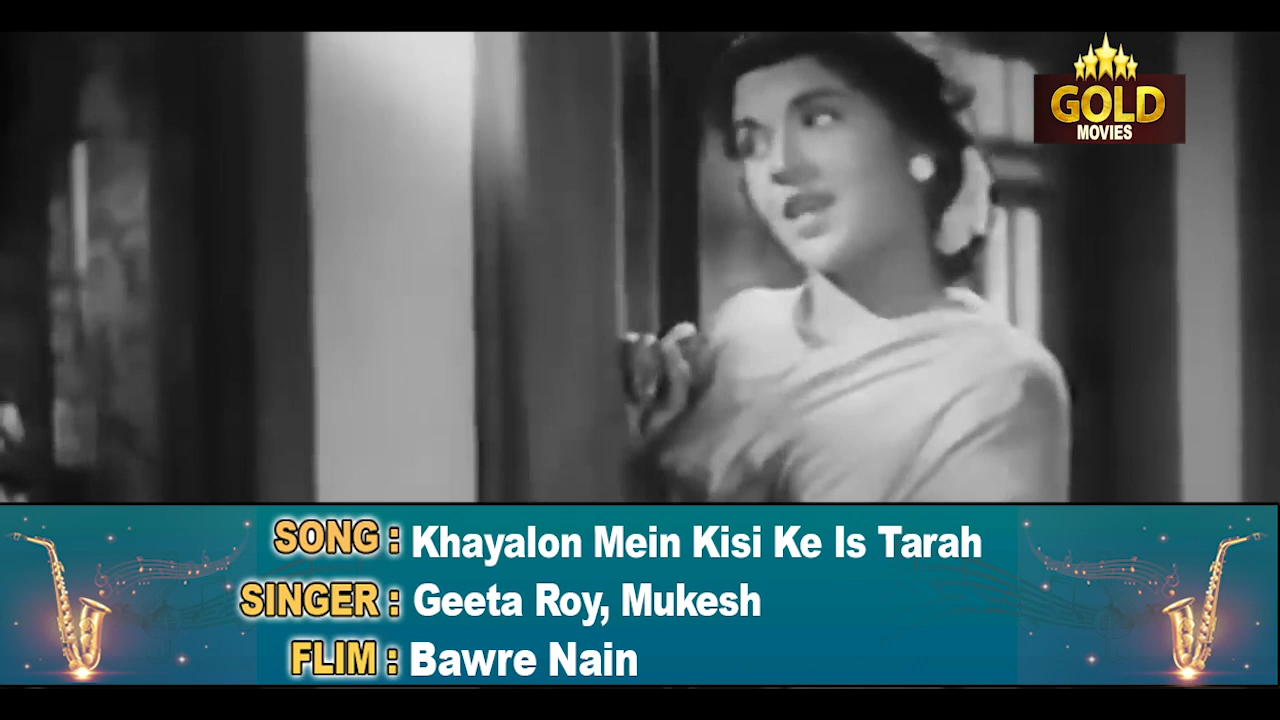 GOLD
MOVIES
SONG : Khayalon Mein Kisi Ke Is Tarah
SINGER : Geeta Roy, Mukesh
FLIM : Bawre Nain